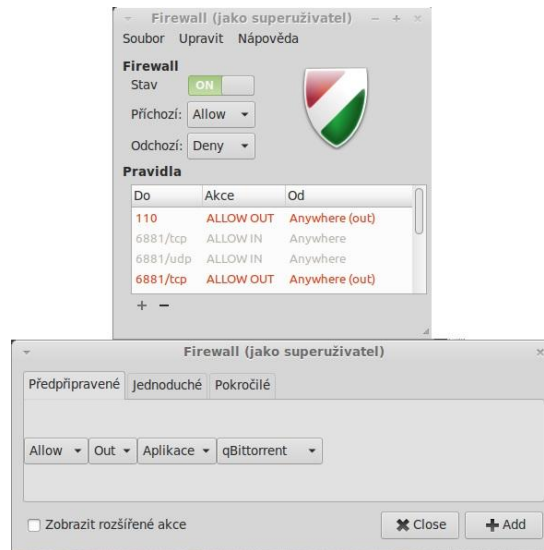 Firewall (jako superuživatel)
Soubor Upravit Nápověda
Firewall
Stav ON
Příchozí: Allow
Odchozí: Deny
Pravidla
Do Akce Od
110 ALLOW OUT Anywhere (out)
6881/tcp ALLOW IN Anywhere
6881/udp ALLOW IN Anywhere
6881/tcp ALLOW OUT Anywhere (out)
Firewall (jako superuživatel)
Předpřipravené Jednoduché Pokročilé
Allow Out Aplikace qBittorrent
Zobrazit rozšířené akce Close Add